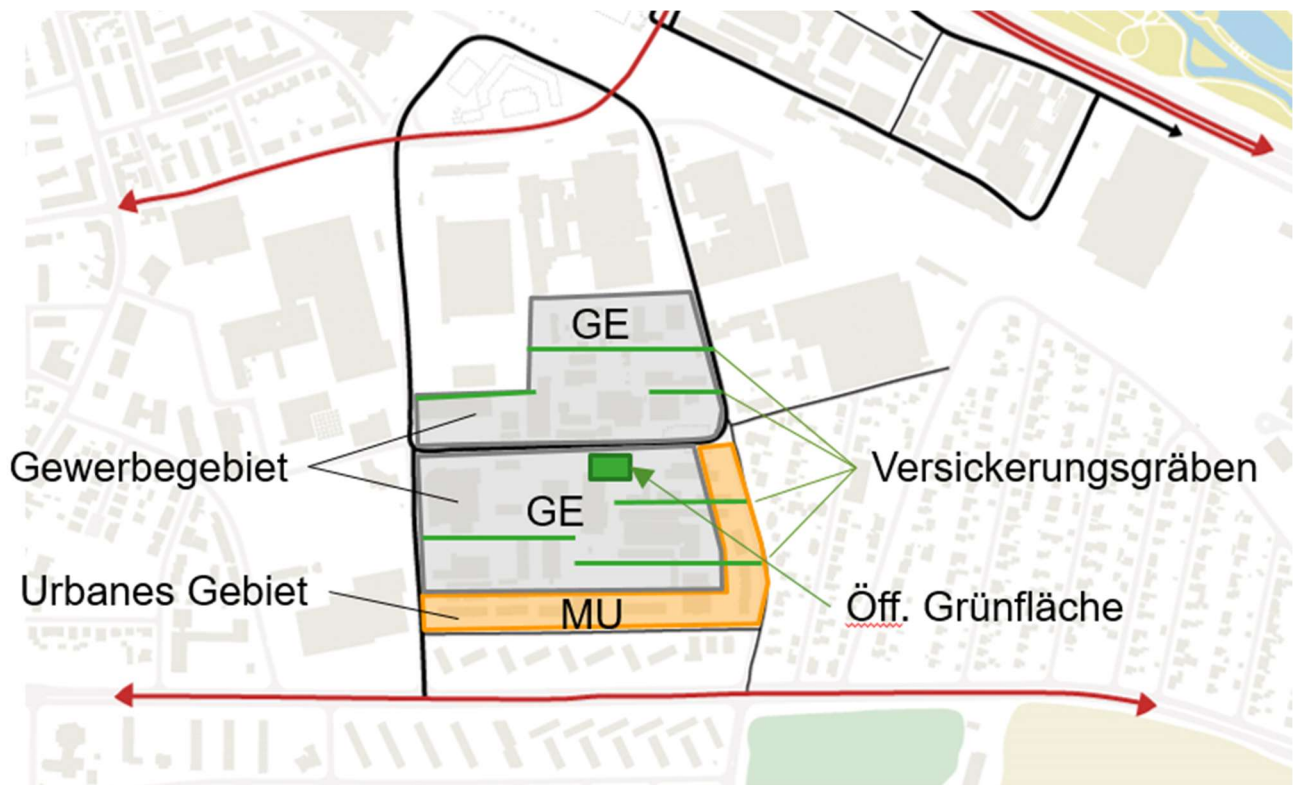 GE
Gewerbegebiet
Versickerungsgräben
GE
Urbanes Gebiet
MU
Öff. Grünfläche